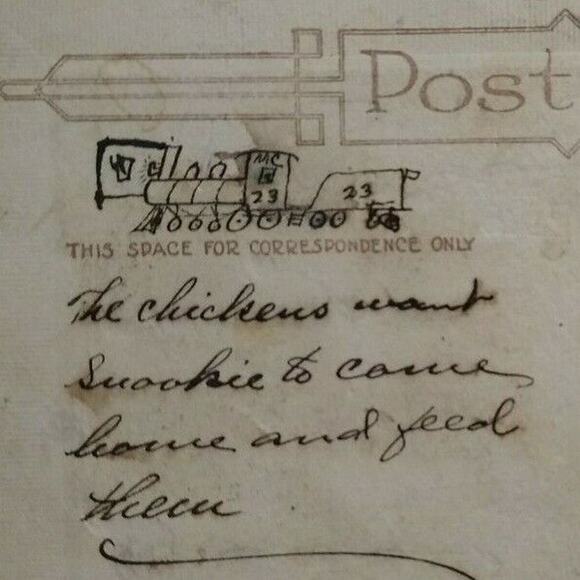 Post
MC
23
23
THIS SPACE FOR CORRESPONDENCE ONLY
The chickens want
Snookie to come
home and feed
them